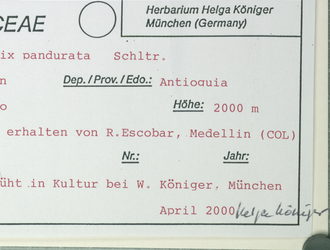 Herbarium Helga Königer
CEAE München (Germany)
ix pandurata Schltr.
n Dep./Prov./Edo.: Antioquia
o Höhe: 2000 m
erhalten von R.Escobar, Medellin (COL)
Nr.: Jahr:
üht in Kultur bei W. Königer, München
April 2000 Helga Königer